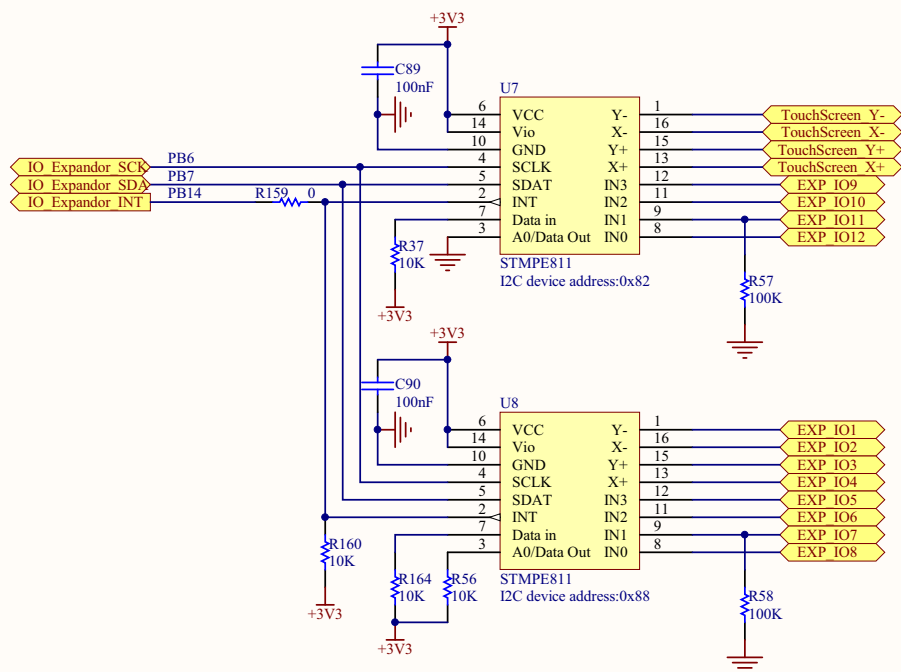 +3V3
C89
100nF
U7
6 VCC Y- 1 TouchScreen_Y-
14 Vio X- 16 TouchScreen_X-
10 GND Y+ 15 TouchScreen_Y+
IO_Expandor_SCK PB6 4 SCLK X+ 13 TouchScreen_X+
IO_Expandor_SDA PB7 5 SDAT IN3 12 EXP_IO9
IO_Expandor_INT PB14 R159 0 2 INT IN2 11 EXP_IO10
7 Data in IN1 9 EXP_IO11
3 A0/Data Out IN0 8 EXP_IO12
R37
10K
STMPE811
I2C device address:0x82
R57
100K
+3V3
+3V3
C90
100nF
U8
6 VCC Y- 1 EXP_IO1
14 Vio X- 16 EXP_IO2
10 GND Y+ 15 EXP_IO3
4 SCLK X+ 13 EXP_IO4
5 SDAT IN3 12 EXP_IO5
2 INT IN2 11 EXP_IO6
7 Data in IN1 9 EXP_IO7
3 A0/Data Out IN0 8 EXP_IO8
R160
10K
R164
10K
R56
10K
STMPE811
I2C device address:0x88
R58
100K
+3V3
+3V3